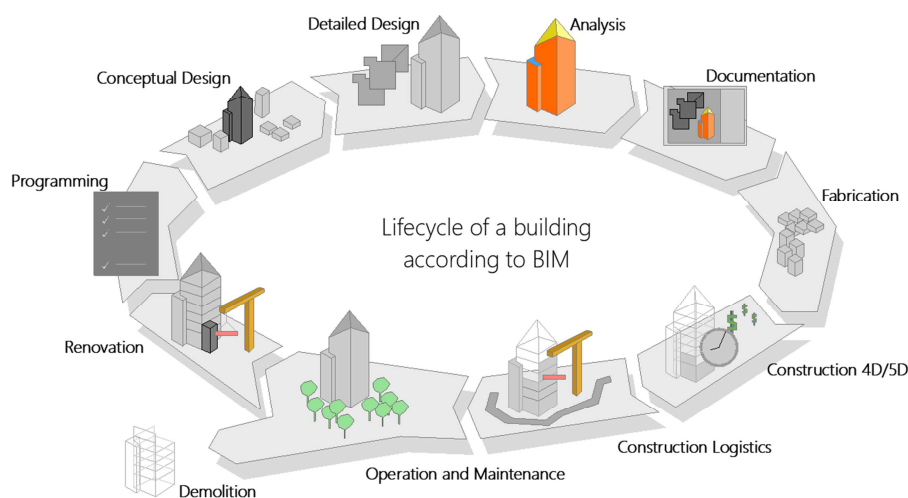 Detailed Design
Analysis
Conceptual Design
Documentation
Programming
Fabrication
Lifecycle of a building
according to BIM
Renovation
Construction 4D/5D
Construction Logistics
Operation and Maintenance
Demolition